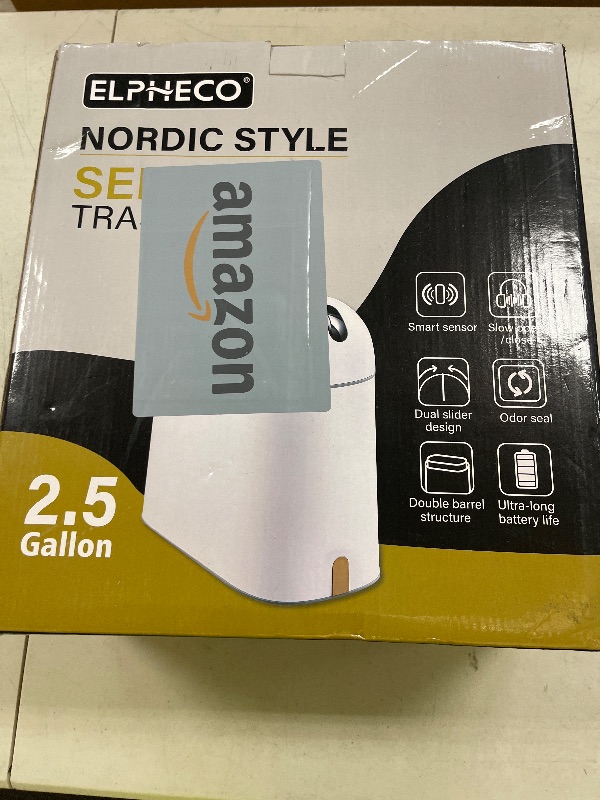 ELPHECO®
NORDIC STYLE
SE
TRA
amazon
Smart sensor
Slow open
/close
Dual slider
design
Odor seal
Double barrel
structure
Ultra-long
battery life
2.5
Gallon